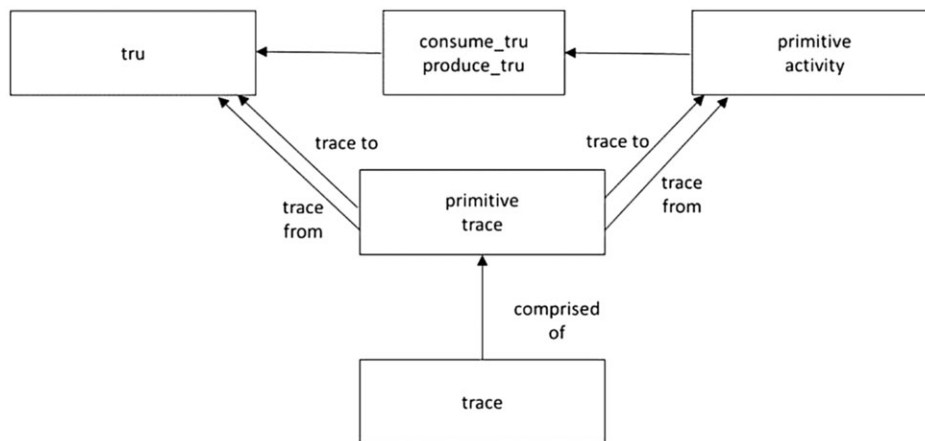 tru
consume_tru
produce_tru
primitive
activity
trace to
trace to
trace
from
primitive
trace
trace
from
comprised
of
trace